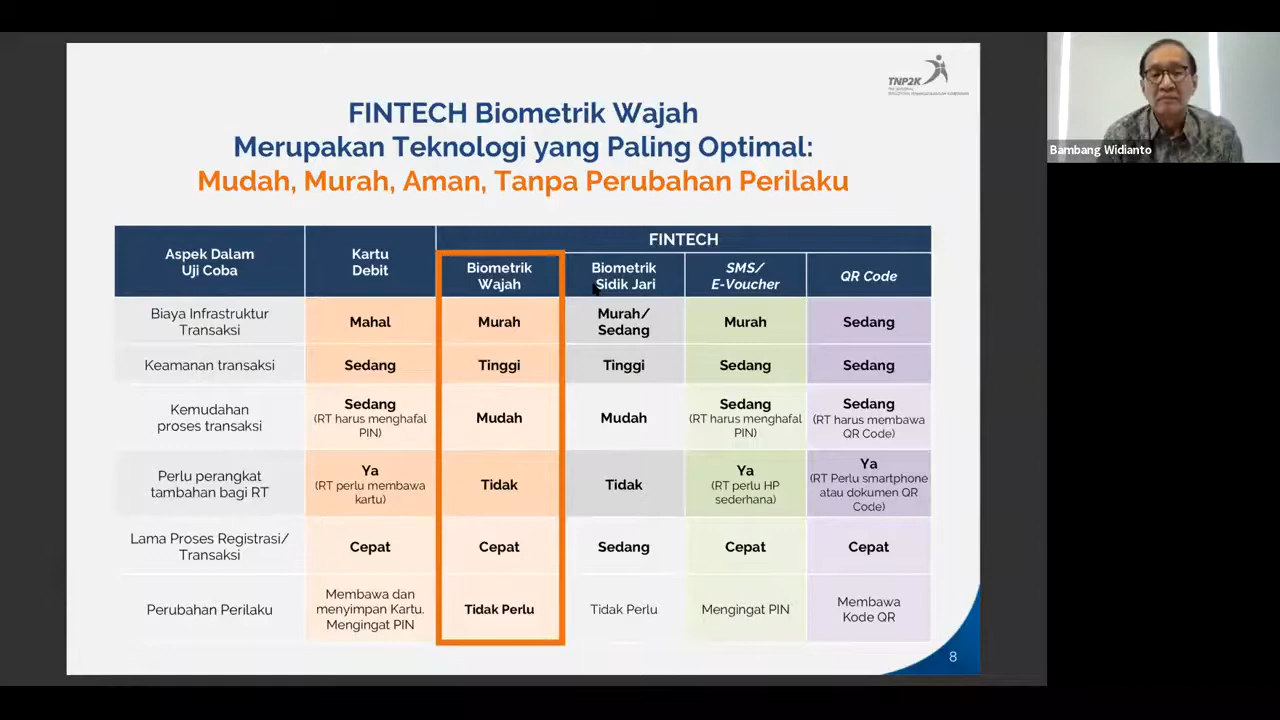 TNP2K
FINTECH Biometrik Wajah
Merupakan Teknologi yang Paling Optimal:
Mudah, Murah, Aman, Tanpa Perubahan Perilaku
Bambang Widianto
Aspek Dalam
Uji Coba
Kartu
Debit
FINTECH
Biometrik
Wajah
Biometrik
Sidik Jari
SMS/
E-Voucher
QR Code
Biaya Infrastruktur
Transaksi
Mahal
Murah
Murah/
Sedang
Murah
Sedang
Keamanan transaksi
Sedang
Tinggi
Tinggi
Sedang
Sedang
Kemudahan
proses transaksi
Sedang
(RT harus menghafal
PIN)
Mudah
Mudah
Sedang
(RT harus menghafal
PIN)
Sedang
(RT harus membawa
QR Code)
Perlu perangkat
tambahan bagi RT
Ya
(RT perlu membawa
kartu)
Tidak
Tidak
Ya
(RT perlu HP
sederhana)
Ya
(RT Perlu smartphone
atau dokumen QR
Code)
Lama Proses Registrasi/
Transaksi
Cepat
Cepat
Sedang
Cepat
Cepat
Perubahan Perilaku
Membawa dan
menyimpan Kartu.
Mengingat PIN
Tidak Perlu
Tidak Perlu
Mengingat PIN
Membawa
Kode QR
8